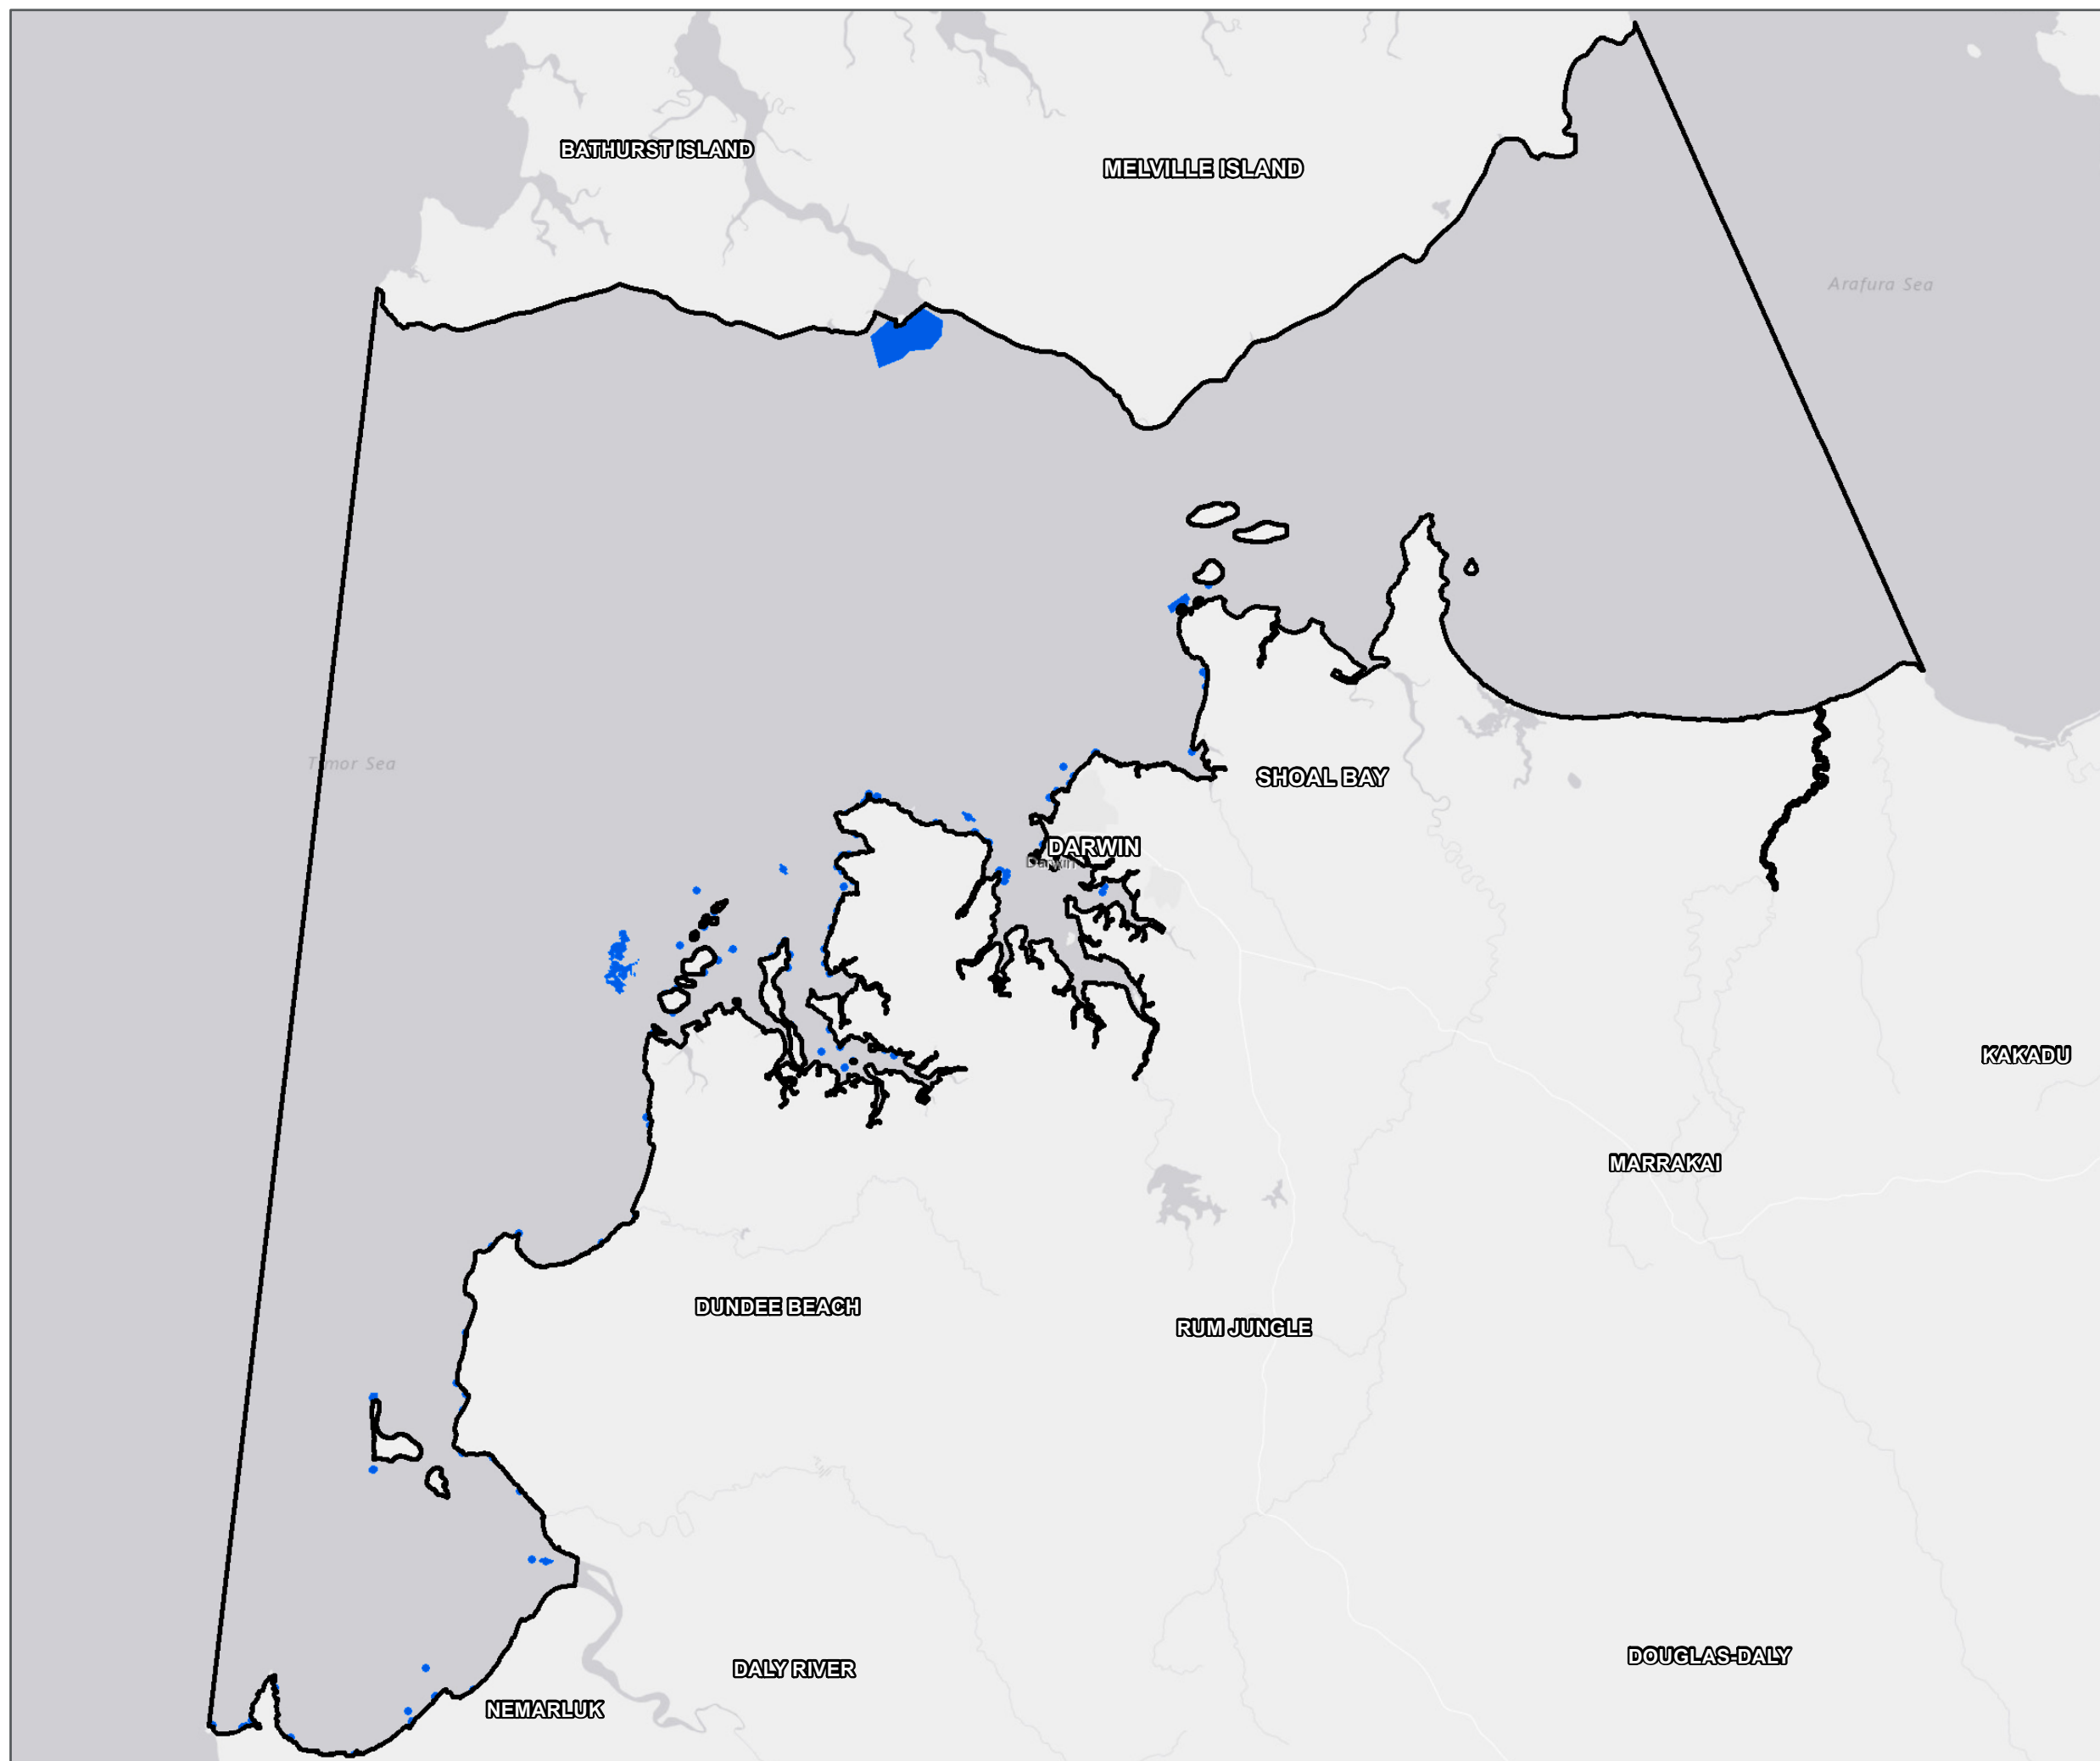 BATHURST ISLAND
MELVILLE ISLAND
Arafura Sea
Timor Sea
SHOAL BAY
DARWIN
Darwin
KAKADU
MARRAKAI
DUNDEE BEACH
RUM JUNGLE
DOUGLAS-DALY
DALY RIVER
NEMARLUK